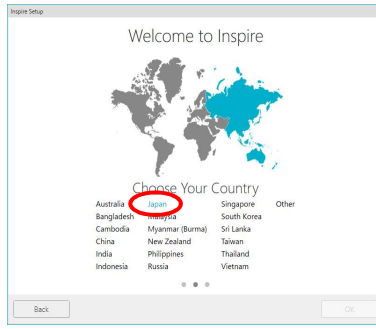 Inspire Setup
Welcome to Inspire
Choose Your Country
Australia Japan Singapore Other
Bangladesh Malaysia South Korea
Cambodia Myanmar (Burma) Sri Lanka
China New Zealand Taiwan
India Philippines Thailand
Indonesia Russia Vietnam
Back OK